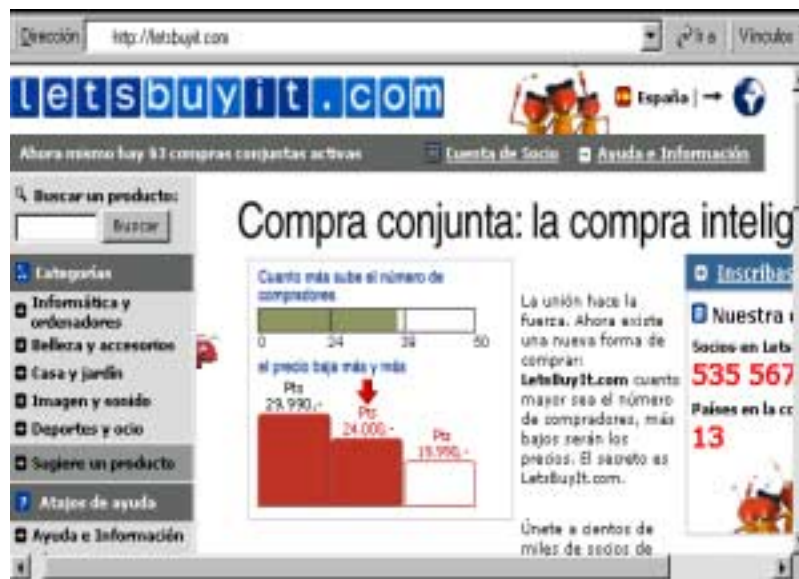 Dirección http://letsbuyit.com Ir a Vínculos
letsbuyit.com
España
Ahora mismo hay 63 compras conjuntas activas Cuenta de Socio Ayuda e Información
Buscar un producto:
Buscar
Categorías
Informática y
ordenadores
Belleza y accesorios
Casa y jardín
Imagen y sonido
Deportes y ocio
Sugiere un producto
Atajos de ayuda
Ayuda e Información
Compra conjunta: la compra intelig
Cuanto más sube el número de
compradores
0 24 39 50
el precio baja más y más
Pts
29.990,-
Pts
24.000,-
Pts
19.990,-
La unión hace la
fuerza. Ahora existe
una nueva forma de
comprar:
LetsBuyIt.com cuanto
mayor sea el número
de compradores, más
bajos serán los
precios. El secreto es
LetsBuyIt.com.
Únete a cientos de
miles de socios de
Inscríbas
Nuestra
Socios en Lets
535 567
Países en la co
13